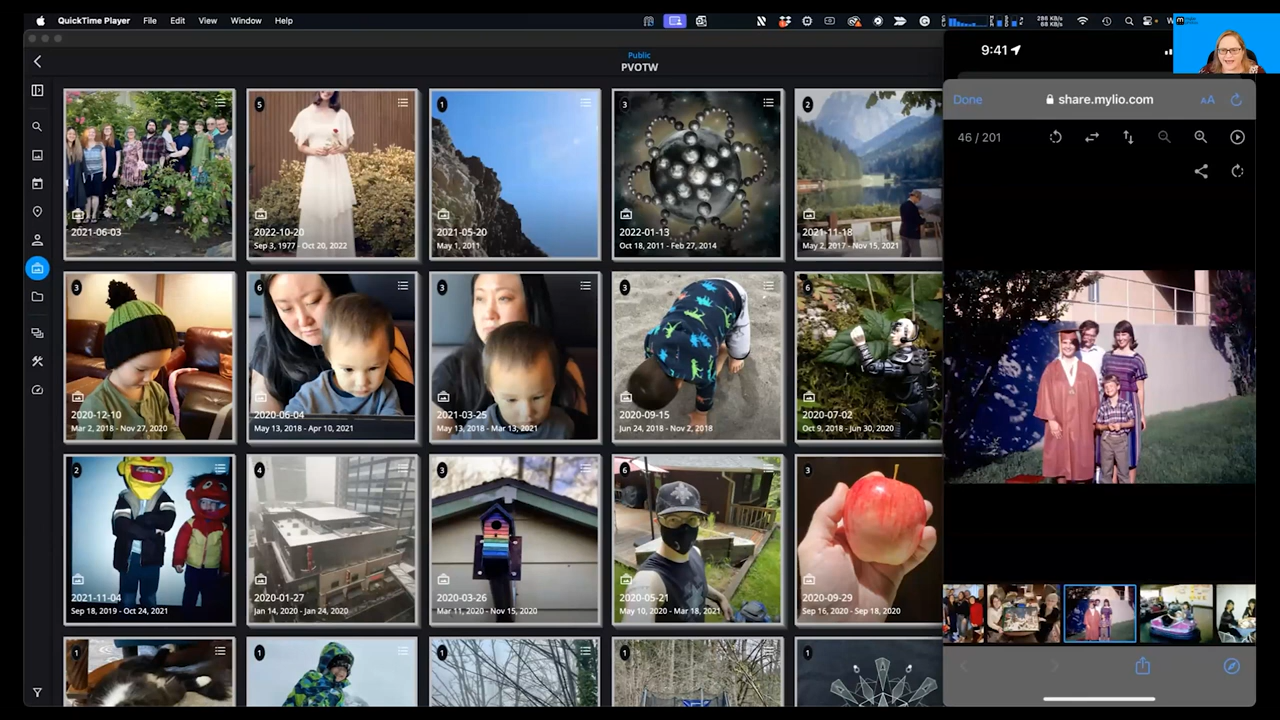 QuickTime Player File Edit View Window Help
288 KB/s
68 KB/s
Public
PVOTW
2021-06-03
5
2022-10-20
Sep 3, 1977 - Oct 20, 2022
1
2021-05-20
May 1, 2011
3
2022-01-13
Oct 18, 2011 - Feb 27, 2014
2
2021-11-18
May 2, 2017 - Nov 15, 2021
3
2020-12-10
Mar 2, 2018 - Nov 27, 2020
6
2020-06-04
May 13, 2018 - Apr 10, 2021
3
2021-03-25
May 13, 2018 - Mar 13, 2021
3
2020-09-15
Jun 24, 2018 - Nov 2, 2018
6
2020-07-02
Oct 9, 2018 - Jun 30, 2020
2
2021-11-04
Sep 18, 2019 - Oct 24, 2021
4
2020-01-27
Jan 14, 2020 - Jan 24, 2020
3
2020-03-26
Mar 11, 2020 - Nov 15, 2020
6
2020-05-21
May 10, 2020 - Mar 18, 2021
3
2020-09-29
Sep 16, 2020 - Sep 18, 2020
1
1
1
1
1
9:41
Done
share.mylio.com
AA
46 / 201